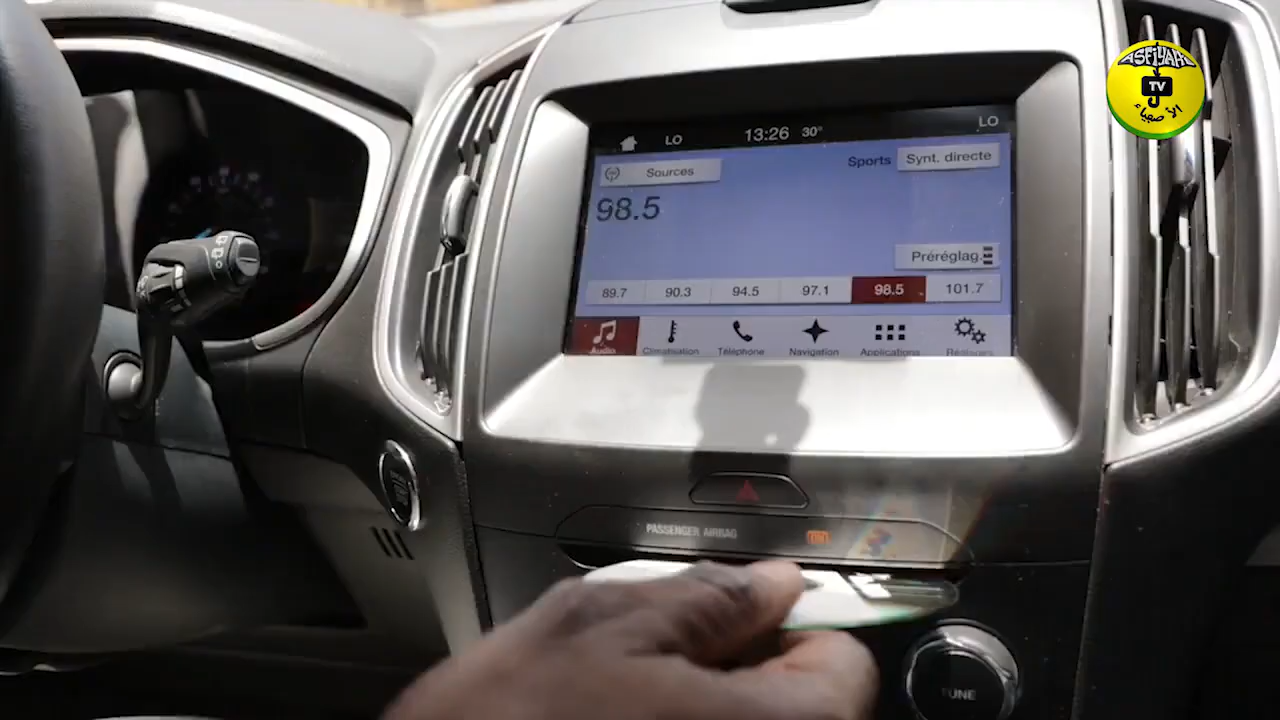 ASFIYAHI
TV
الأصفياء
LO 13:26 30° LO
Sources
Sports
Synt. directe
98.5
Préréglag.
89.7 90.3 94.5 97.1 98.5 101.7
Audio Climatisation Téléphone Navigation Applications Réglages
PASSENGER AIRBAG
TUNE